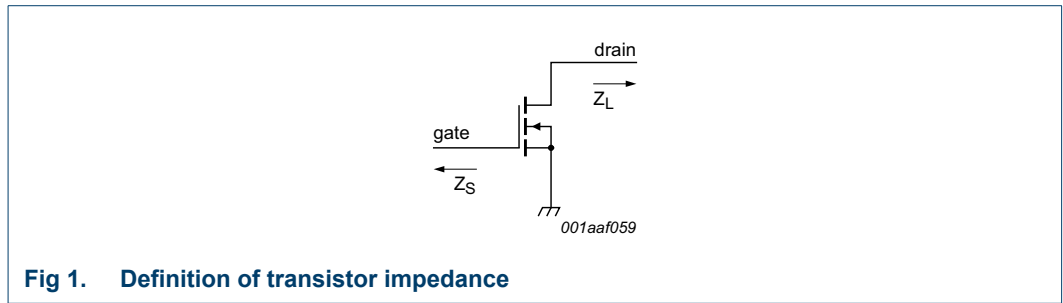 drain
Z_L
gate
Z_S
001aaf059
Fig 1. Definition of transistor impedance